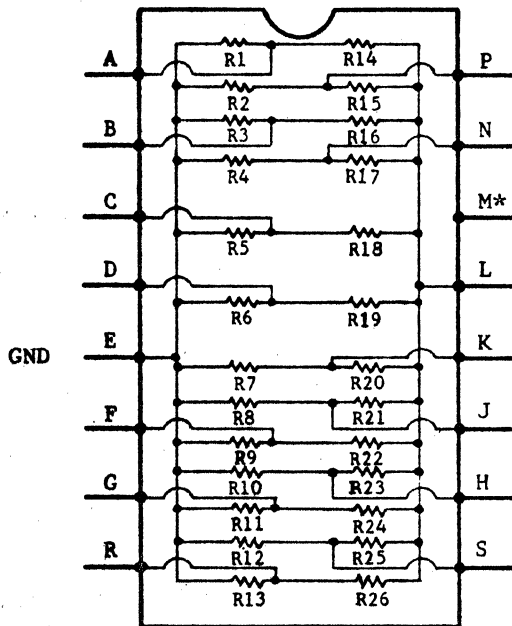 R1 R14
A P
R2 R15
B R3 R16 N
R4 R17
C M*
R5 R18
D L
R6 R19
GND E K
R7 R20
R8 R21
F J
R9 R22
G R10 R23 H
R11 R24
R12 R25
R S
R13 R26